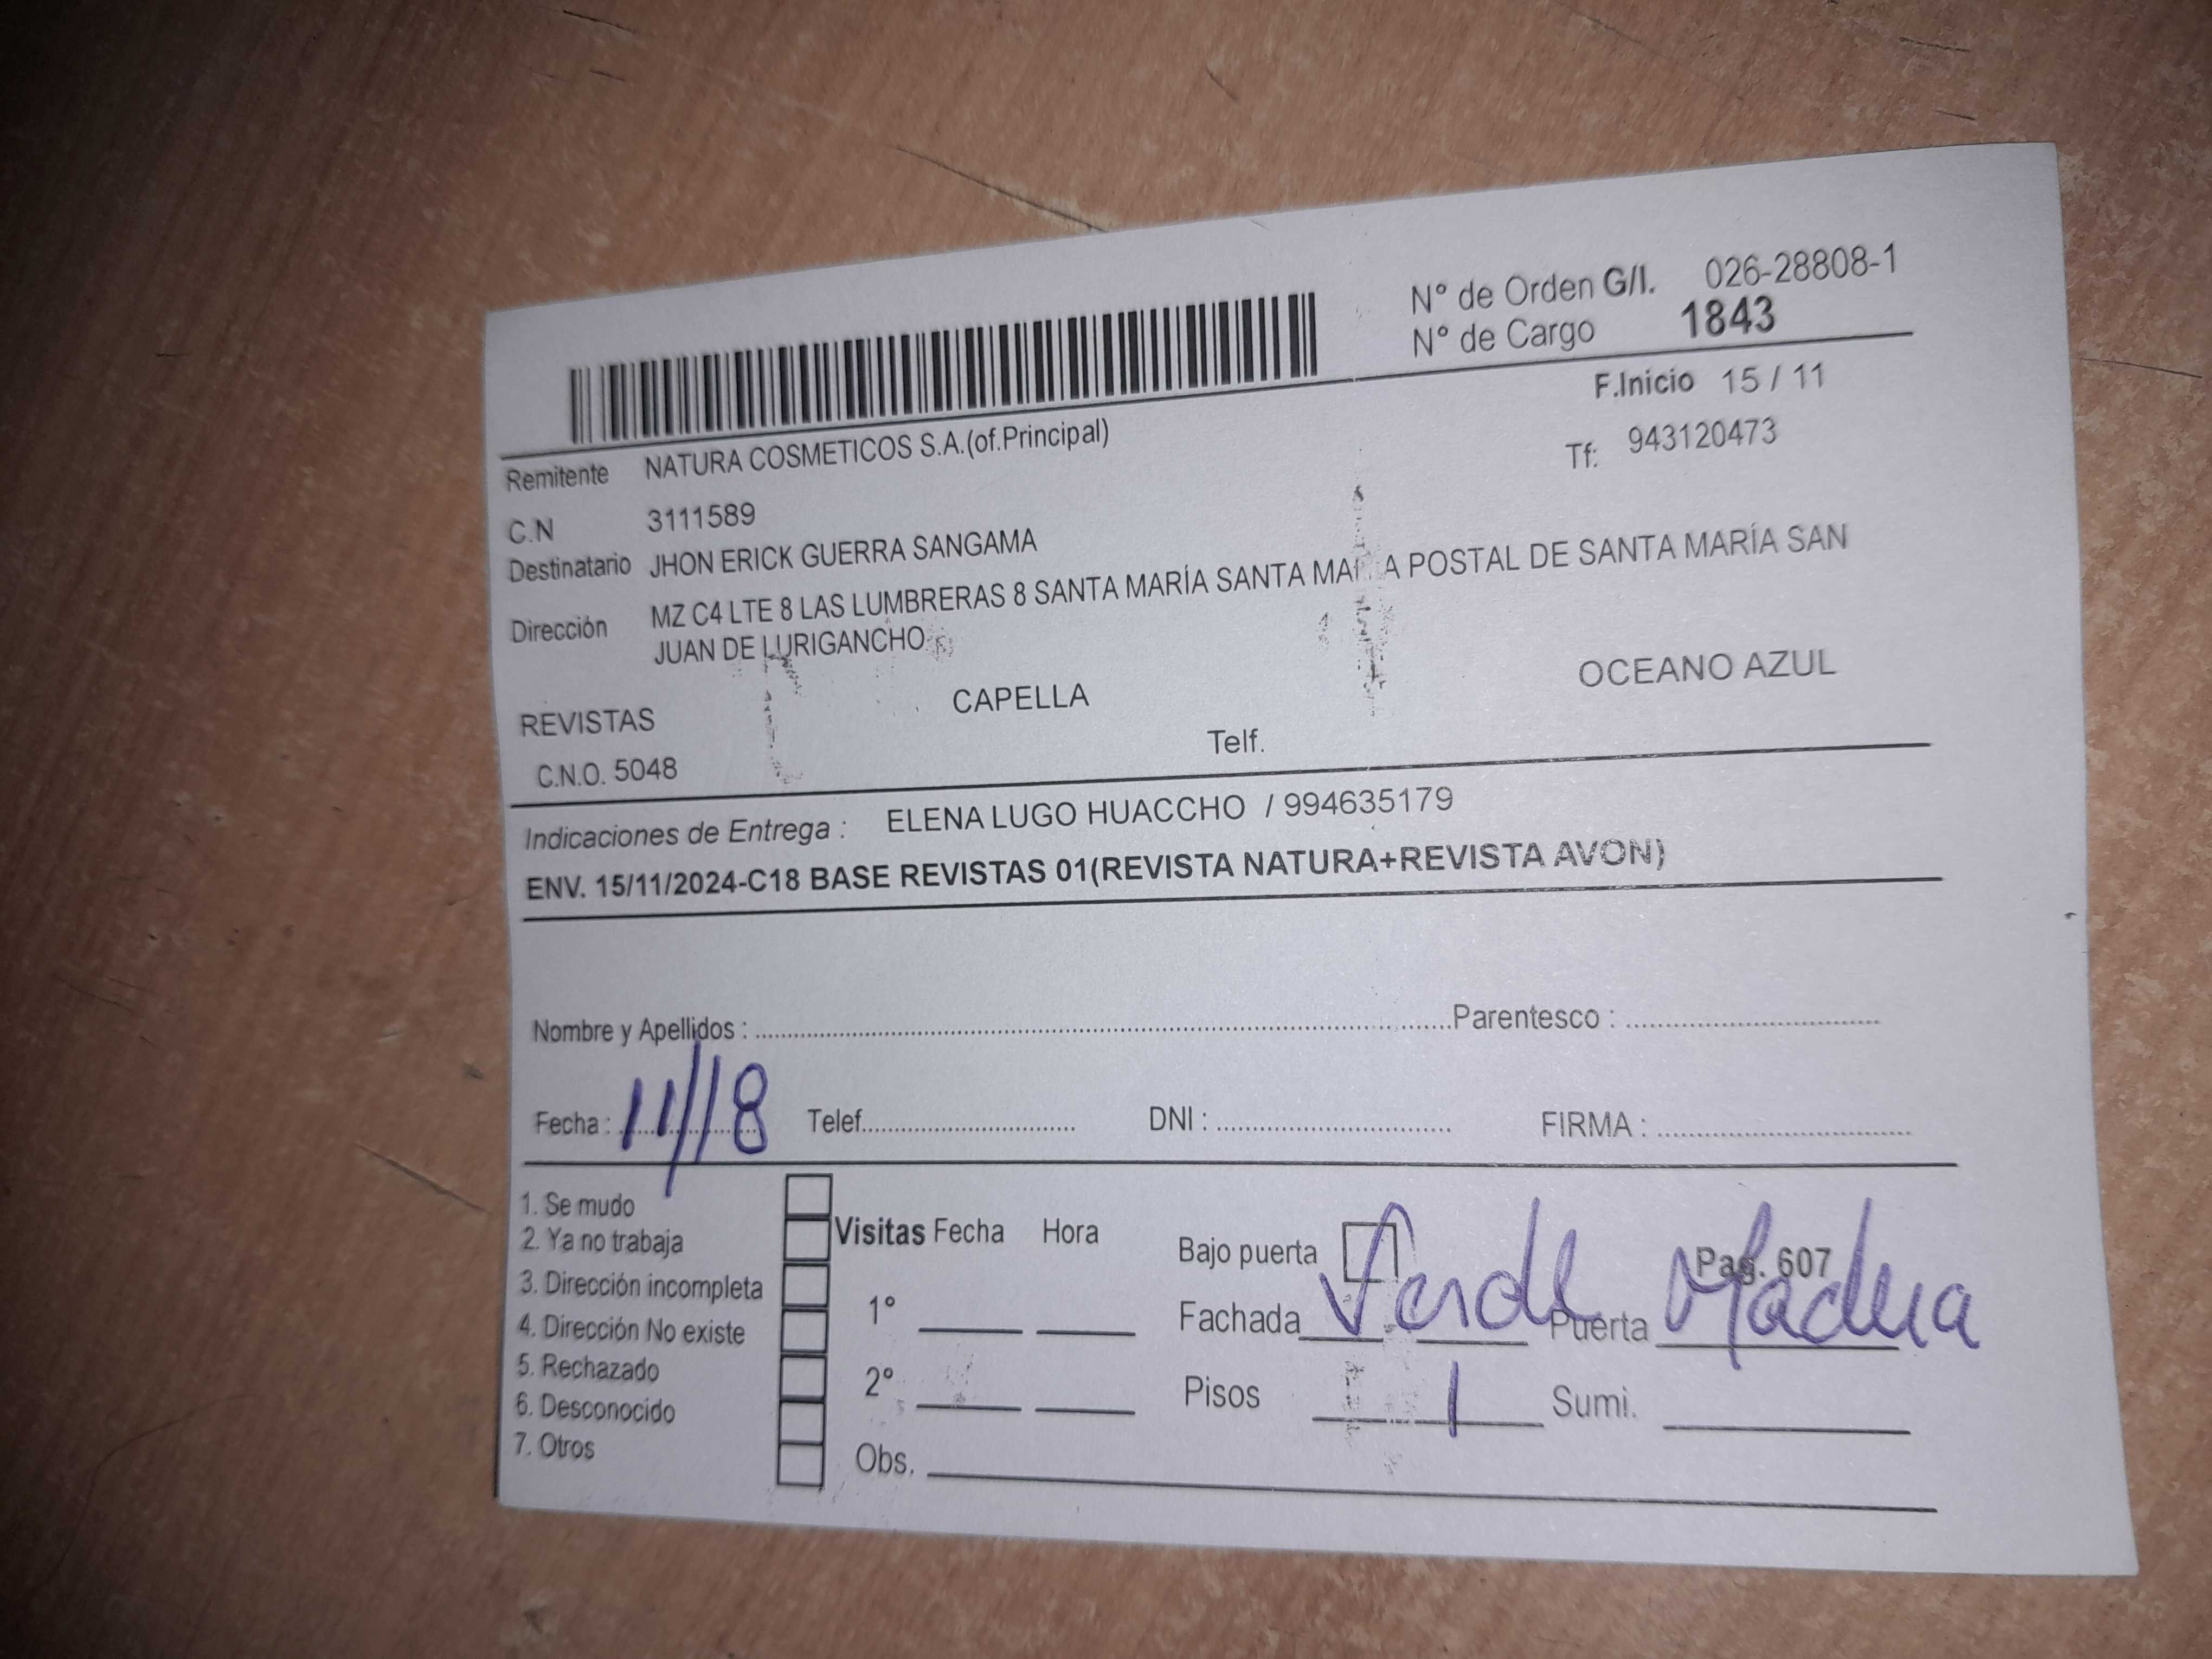 N° de Orden G/I. 026-28808-1
N° de Cargo 1843
F.Inicio 15 / 11
Remitente NATURA COSMETICOS S.A.(of.Principal)
Tf: 943120473
C.N 3111589
Destinatario JHON ERICK GUERRA SANGAMA
Dirección MZ C4 LTE 8 LAS LUMBRERAS 8 SANTA MARÍA SANTA POSTAL DE SANTA MARÍA SAN
JUAN DE LURIGANCHO
REVISTAS CAPELLA OCEANO AZUL
C.N.O. 5048 Telf.
Indicaciones de Entrega : ELENA LUGO HUACCHO / 994635179
ENV. 15/11/2024-C18 BASE REVISTAS 01(REVISTA NATURA+REVISTA AVON)
Nombre y Apellidos : Parentesco :
Fecha : 11/18 Telef. DNI : FIRMA :
1. Se mudo
2. Ya no trabaja
3. Dirección incompleta
4. Dirección No existe
5. Rechazado
6. Desconocido
7. Otros
Visitas Fecha Hora
1°
2°
Obs.
Bajo puerta Pag. 607
Fachada Verde Puerta Madera
Pisos 1 Sumi.